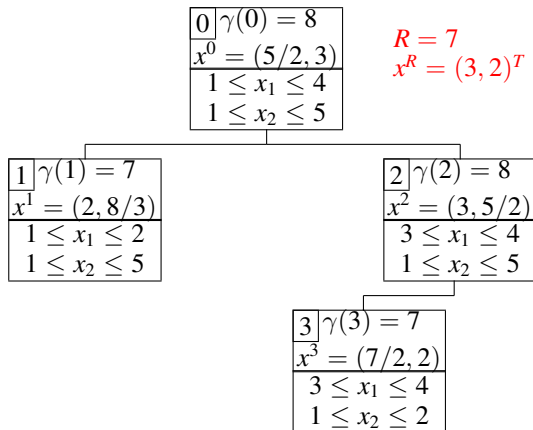 0 γ(0) = 8
x⁰ = (5/2, 3)
1 ≤ x₁ ≤ 4
1 ≤ x₂ ≤ 5
R = 7
xᴿ = (3, 2)ᵀ
1 γ(1) = 7
x¹ = (2, 8/3)
1 ≤ x₁ ≤ 2
1 ≤ x₂ ≤ 5
2 γ(2) = 8
x² = (3, 5/2)
3 ≤ x₁ ≤ 4
1 ≤ x₂ ≤ 5
3 γ(3) = 7
x³ = (7/2, 2)
3 ≤ x₁ ≤ 4
1 ≤ x₂ ≤ 2